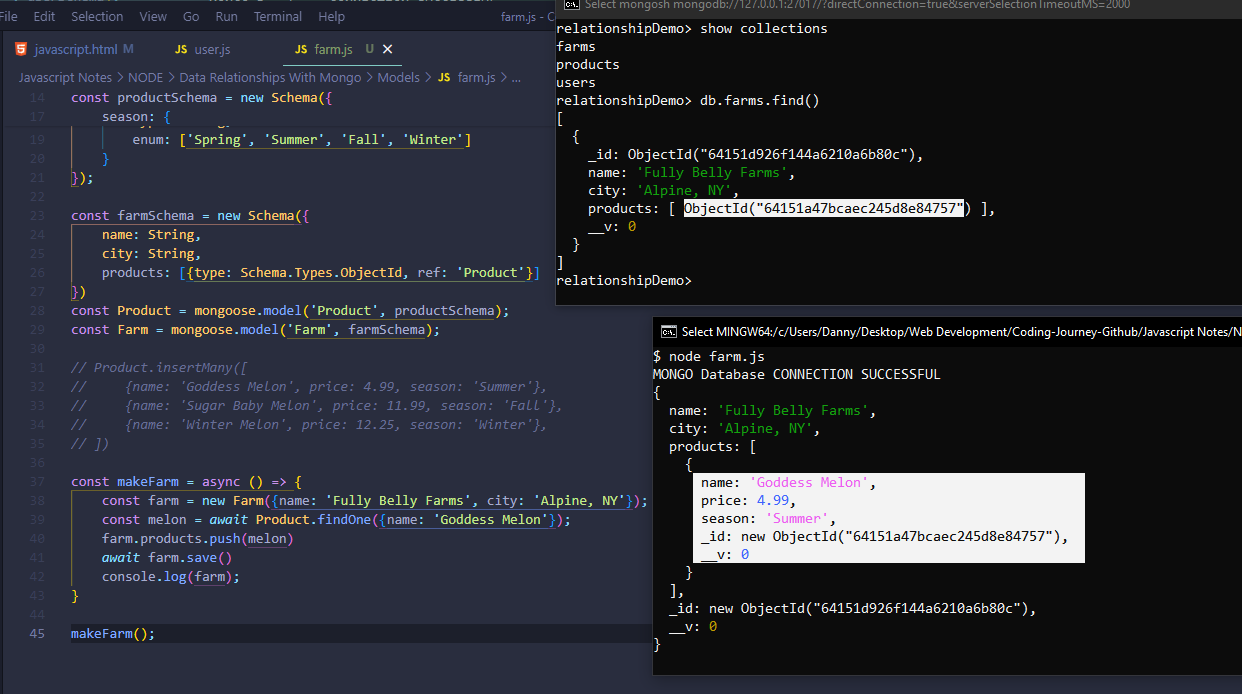 File Edit Selection View Go Run Terminal Help farm.js - C
javascript.html M JS user.js JS farm.js U
Javascript Notes > NODE > Data Relationships With Mongo > Models > JS farm.js > ...
14 const productSchema = new Schema({
17 season: {
19 enum: ['Spring', 'Summer', 'Fall', 'Winter']
20 }
21 });
22
23 const farmSchema = new Schema({
24 name: String,
25 city: String,
26 products: [{type: Schema.Types.ObjectId, ref: 'Product'}]
27 })
28 const Product = mongoose.model('Product', productSchema);
29 const Farm = mongoose.model('Farm', farmSchema);
30
31 // Product.insertMany([
32 // {name: 'Goddess Melon', price: 4.99, season: 'Summer'},
33 // {name: 'Sugar Baby Melon', price: 11.99, season: 'Fall'},
34 // {name: 'Winter Melon', price: 12.25, season: 'Winter'},
35 // ])
36
37 const makeFarm = async () => {
38 const farm = new Farm({name: 'Fully Belly Farms', city: 'Alpine, NY'});
39 const melon = await Product.findOne({name: 'Goddess Melon'});
40 farm.products.push(melon)
41 await farm.save()
42 console.log(farm);
43 }
44
45 makeFarm();
Select mongosh mongodb://127.0.0.1:27017/?directConnection=true&serverSelectionTimeoutMS=2000
relationshipDemo> show collections
farms
products
users
relationshipDemo> db.farms.find()
[
{
_id: ObjectId("64151d926f144a6210a6b80c"),
name: 'Fully Belly Farms',
city: 'Alpine, NY',
products: [ ObjectId("64151a47bcaec245d8e84757") ],
__v: 0
}
]
relationshipDemo>
Select MINGW64:/c/Users/Danny/Desktop/Web Development/Coding-Journey-Github/Javascript Notes/N
$ node farm.js
MONGO Database CONNECTION SUCCESSFUL
{
name: 'Fully Belly Farms',
city: 'Alpine, NY',
products: [
{
name: 'Goddess Melon',
price: 4.99,
season: 'Summer',
_id: new ObjectId("64151a47bcaec245d8e84757"),
__v: 0
}
],
_id: new ObjectId("64151d926f144a6210a6b80c"),
__v: 0
}